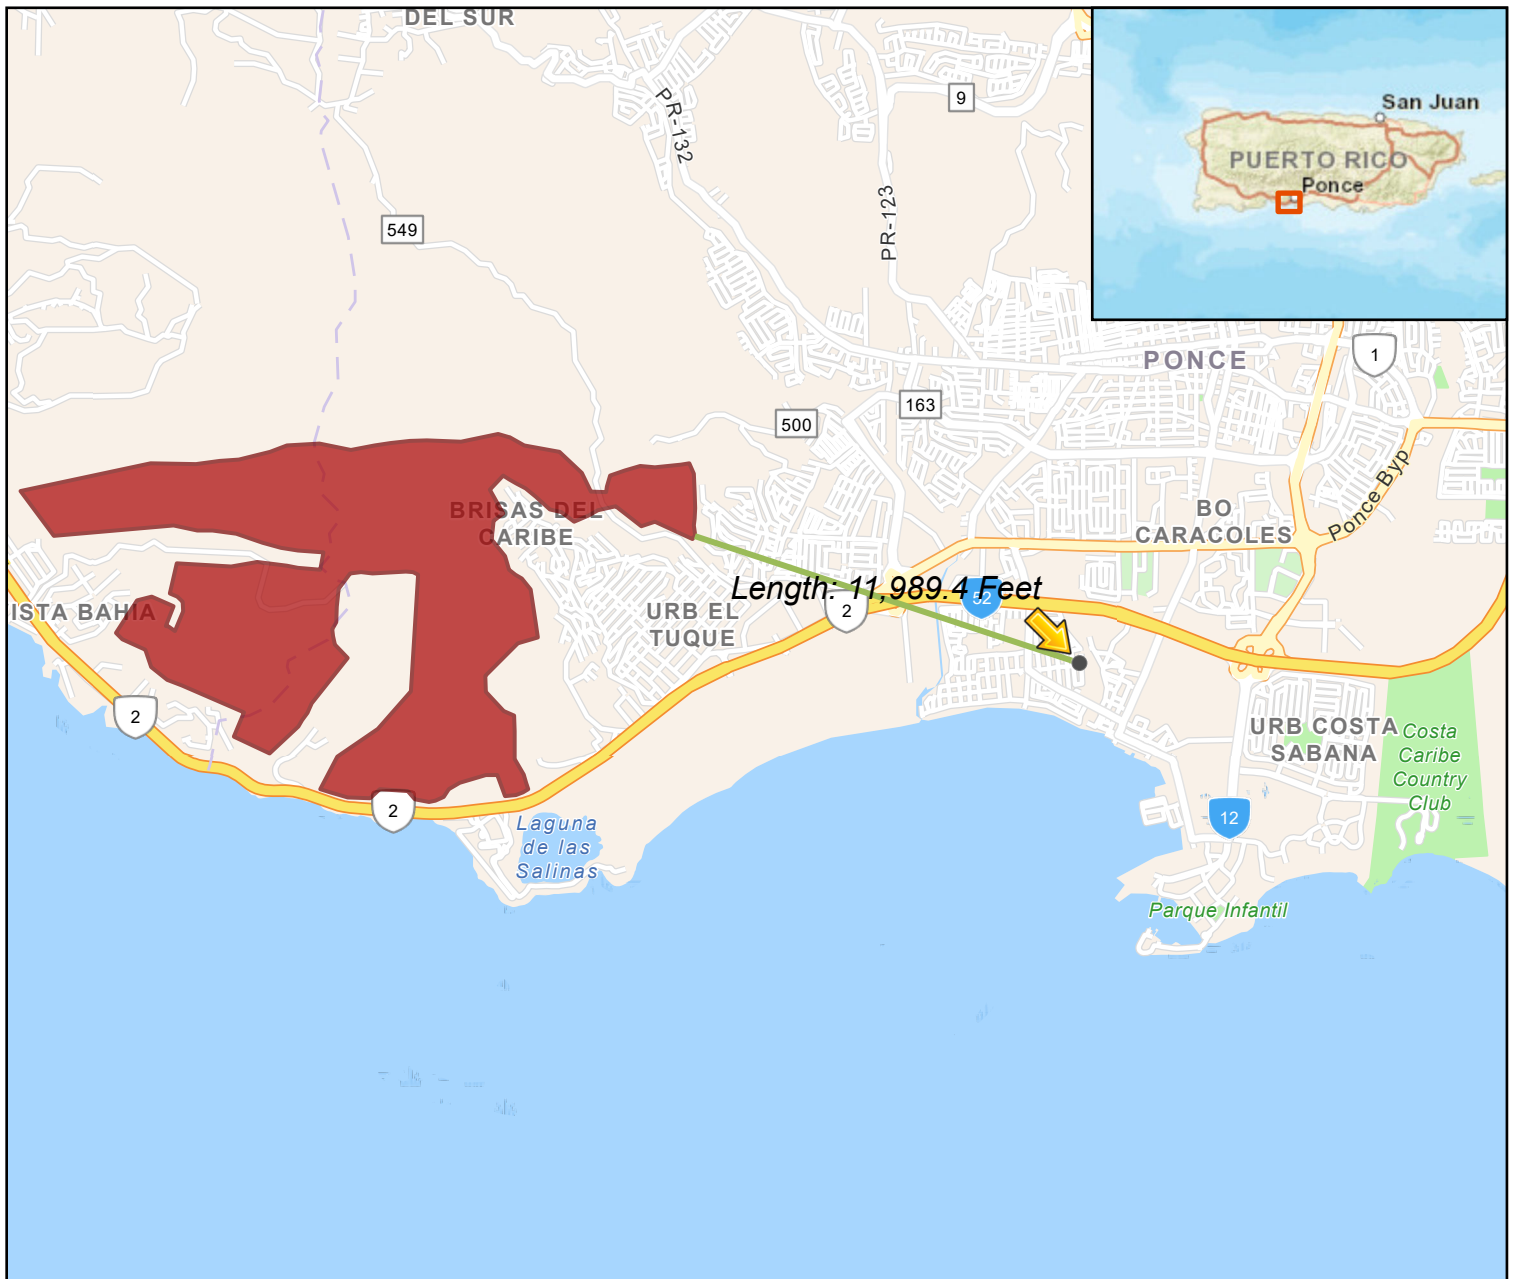 DEL SUR
PR-132
9
San Juan
PUERTO RICO
Ponce
549
PR-123
PONCE
1
163
500
Ponce Byp
BRISAS DEL
CARIBE
BO
CARACOLES
Length: 11,989.4 Feet
52
2
ISTA BAHIA
URB EL
TUQUE
2
URB COSTA
SABANA
Costa
Caribe
Country
Club
2
12
Laguna
de las
Salinas
Parque Infantil